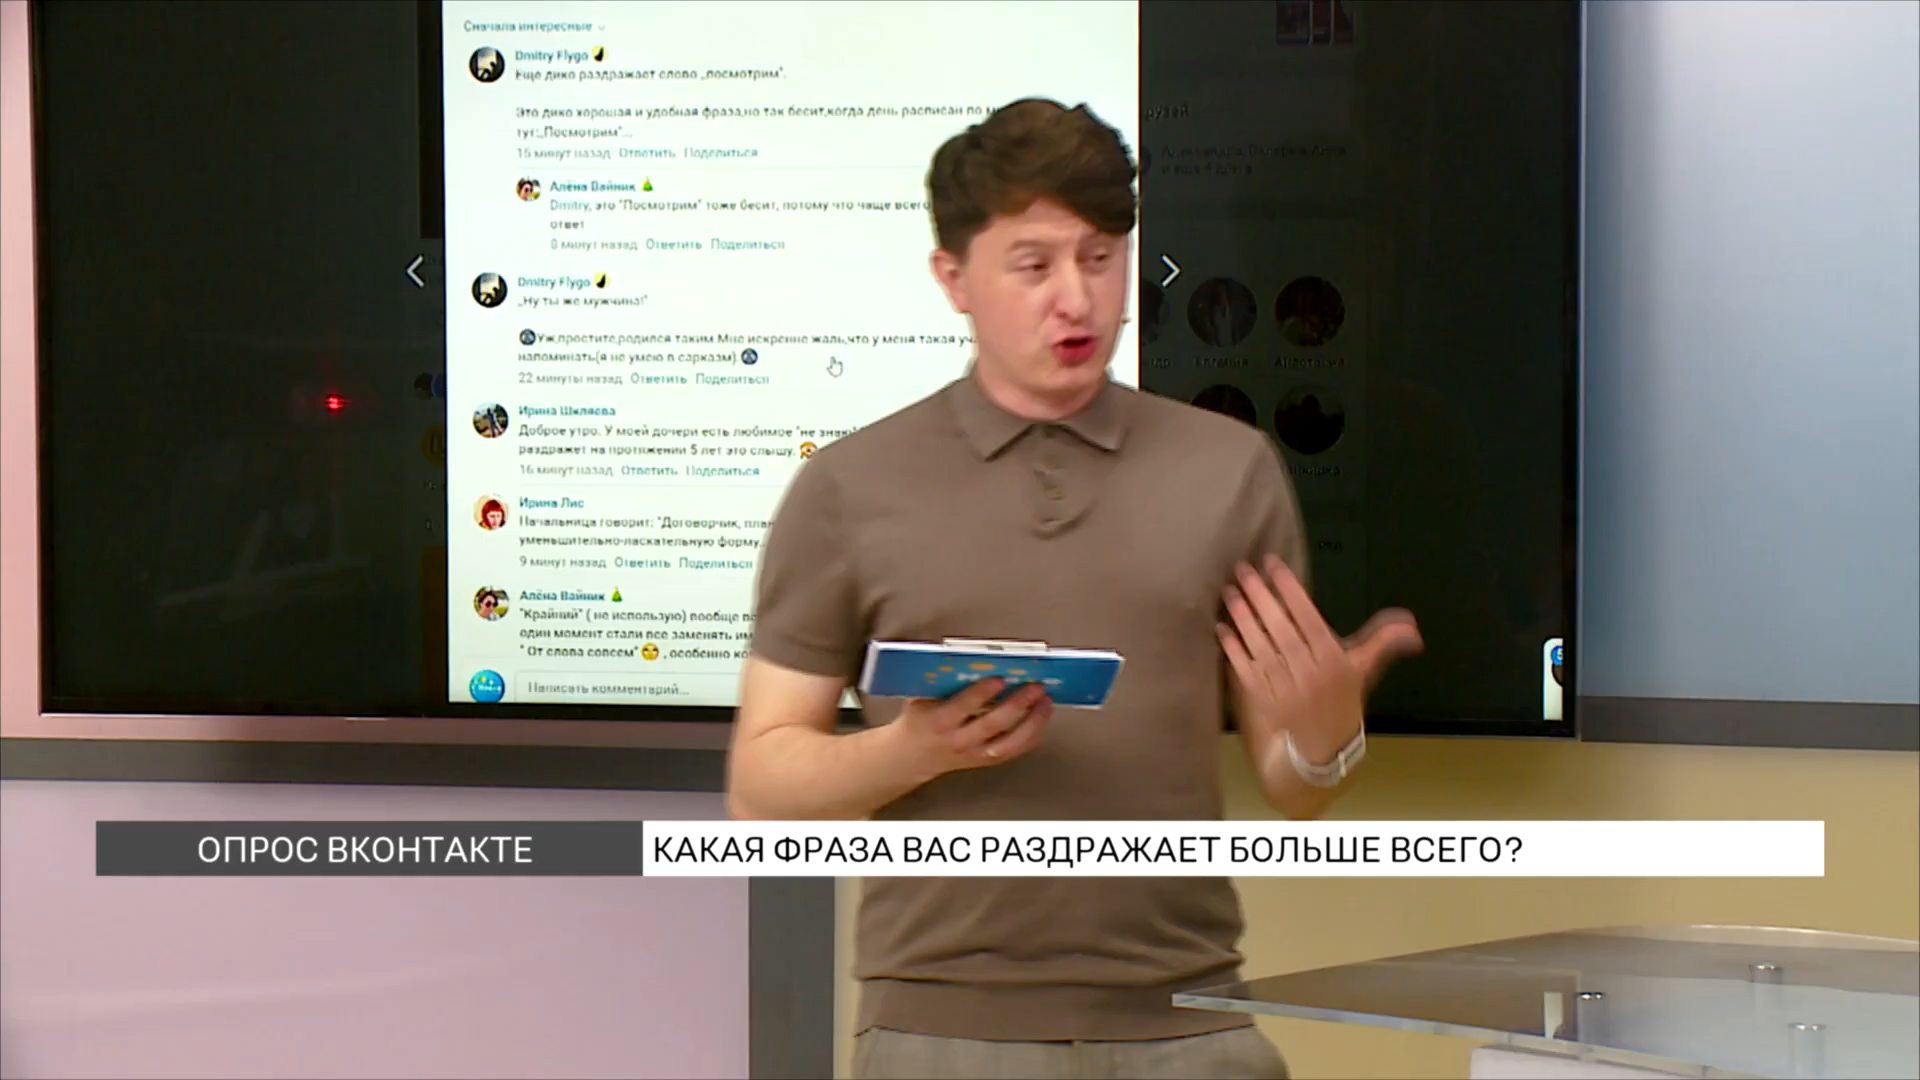 Сначала интересные
Dmitry Flygo
Еще дико раздражает слово „посмотрим".
Это дико хорошая и удобная фраза,но так бесит,когда день расписан по
тут:„Посмотрим"...
15 минут назад Ответить Поделиться
Алёна Вайник
Dmitry, это "Посмотрим" тоже бесит, потому что чаще всего
ответ
8 минут назад Ответить Поделиться
Dmitry Flygo
„Ну ты же мужчина!"
Уж,простите,родился таким.Мне искренне жаль,что у меня такая
напоминать(я не умею в сарказм)
22 минуты назад Ответить Поделиться
Ирина Шкляева
Доброе утро. У моей дочери есть любимое "не знаю"
раздражет на протяжении 5 лет это слышу.
16 минут назад Ответить Поделиться
Ирина Лис
Начальница говорит: "Договорчик,
уменьшительно-ласкательную форму...
9 минут назад Ответить Поделиться
Алёна Вайник
"Крайний" ( не использую) вообще
один момент стали все заменять
"От слова совсем" , особенно
Написать комментарий...
и ещё 4 друга
Евгения Анастасия
ОПРОС ВКОНТАКТЕ КАКАЯ ФРАЗА ВАС РАЗДРАЖАЕТ БОЛЬШЕ ВСЕГО?